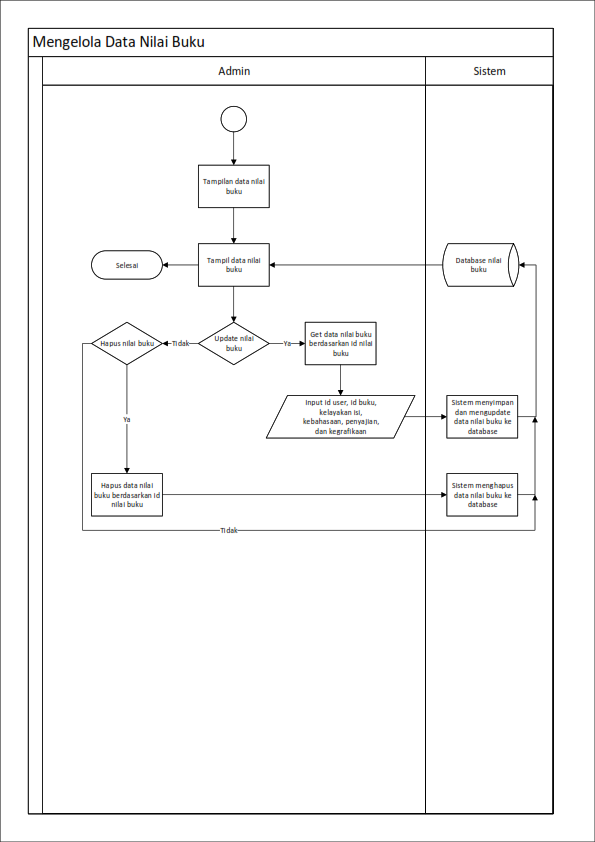 Mengelola Data Nilai Buku
Admin
Sistem
Tampilan data nilai
buku
Selesai
Tampil data nilai
buku
Database nilai
buku
Hapus nilai buku
Tidak
Update nilai
buku
Ya
Get data nilai buku
berdasarkan id nilai
buku
Input id user, id buku,
kelayakan isi,
kebahasaan, penyajian,
dan kegrafikaan
Sistem menyimpan
dan mengupdate
data nilai buku ke
database
Ya
Hapus data nilai
buku berdasarkan id
nilai buku
Sistem menghapus
data nilai buku ke
database
Tidak